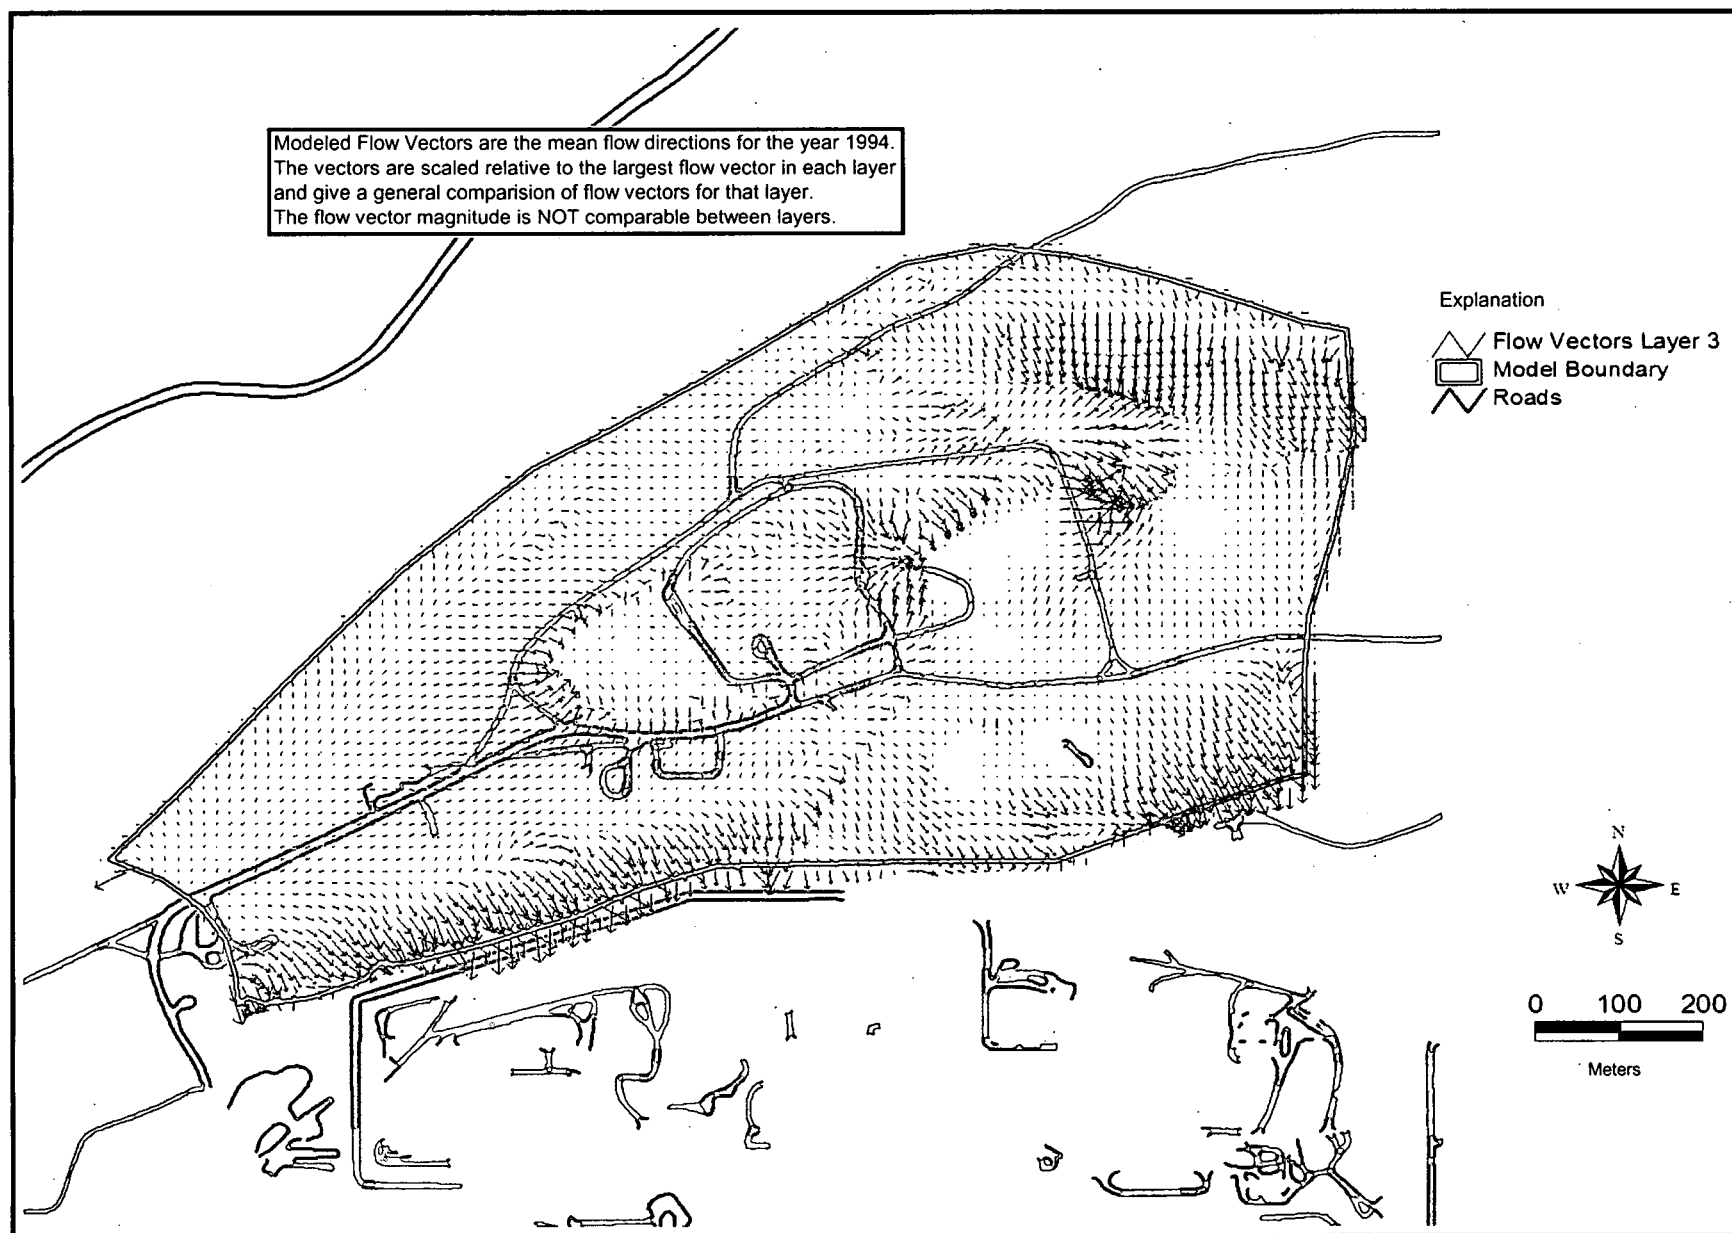 Modeled Flow Vectors are the mean flow directions for the year 1994.
The vectors are scaled relative to the largest flow vector in each layer
and give a general comparision of flow vectors for that layer.
The flow vector magnitude is NOT comparable between layers.
Explanation
Flow Vectors Layer 3
Model Boundary
Roads
N
W E
S
0 100 200
Meters